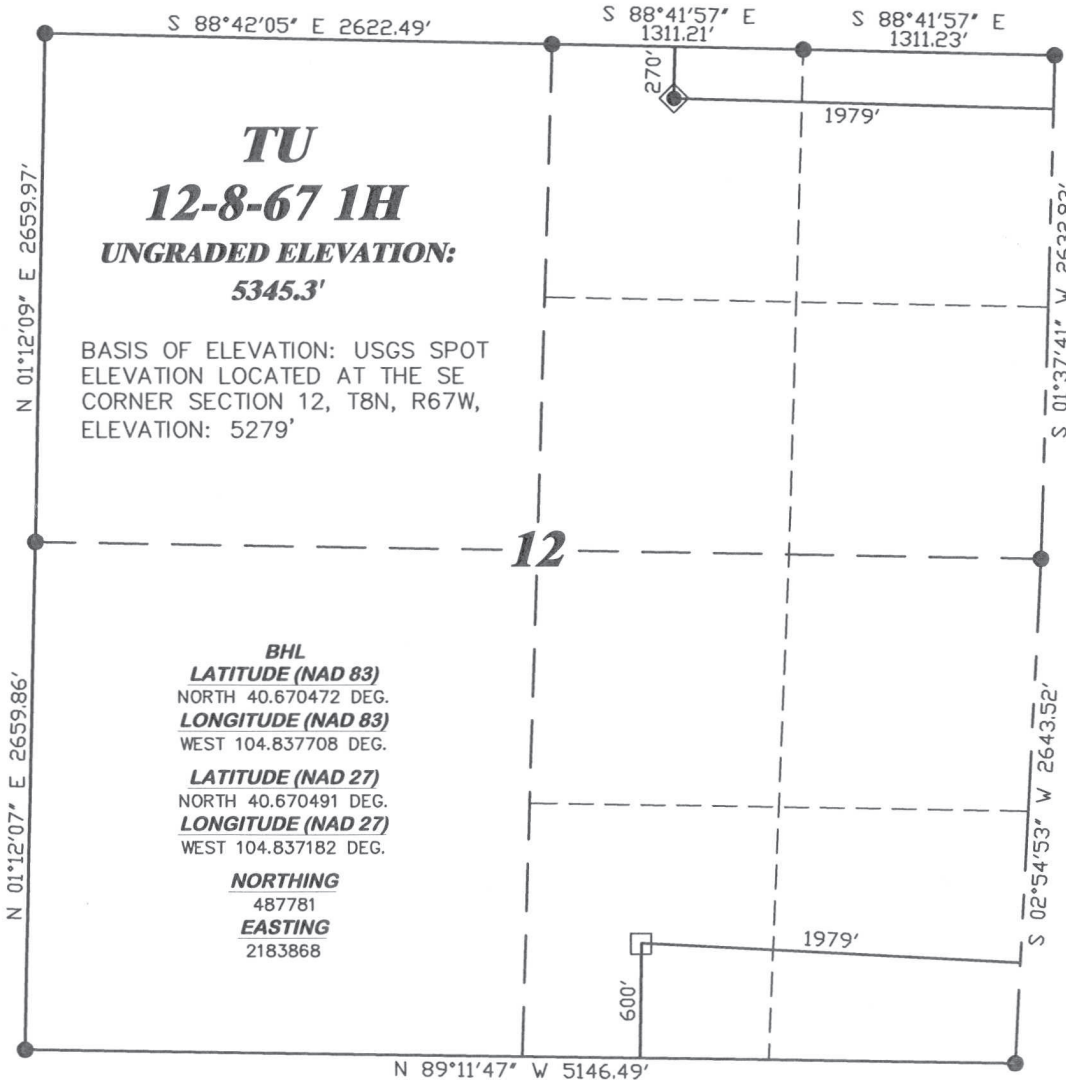 S 88°42'05" E 2622.49'
S 88°41'57" E
1311.21'
S 88°41'57" E
1311.23'
270'
1979'
TU
12-8-67 1H
UNGRADED ELEVATION:
5345.3'
BASIS OF ELEVATION: USGS SPOT
ELEVATION LOCATED AT THE SE
CORNER SECTION 12, T8N, R67W,
ELEVATION: 5279'
N 01°12'09" E 2659.97'
S 01°37'41" W 2632.83'
12
BHL
LATITUDE (NAD 83)
NORTH 40.670472 DEG.
LONGITUDE (NAD 83)
WEST 104.837708 DEG.
LATITUDE (NAD 27)
NORTH 40.670491 DEG.
LONGITUDE (NAD 27)
WEST 104.837182 DEG.
NORTHING
487781
EASTING
2183868
N 01°12'07" E 2659.86'
S 02°54'53" W 2643.52'
1979'
600'
N 89°11'47" W 5146.49'